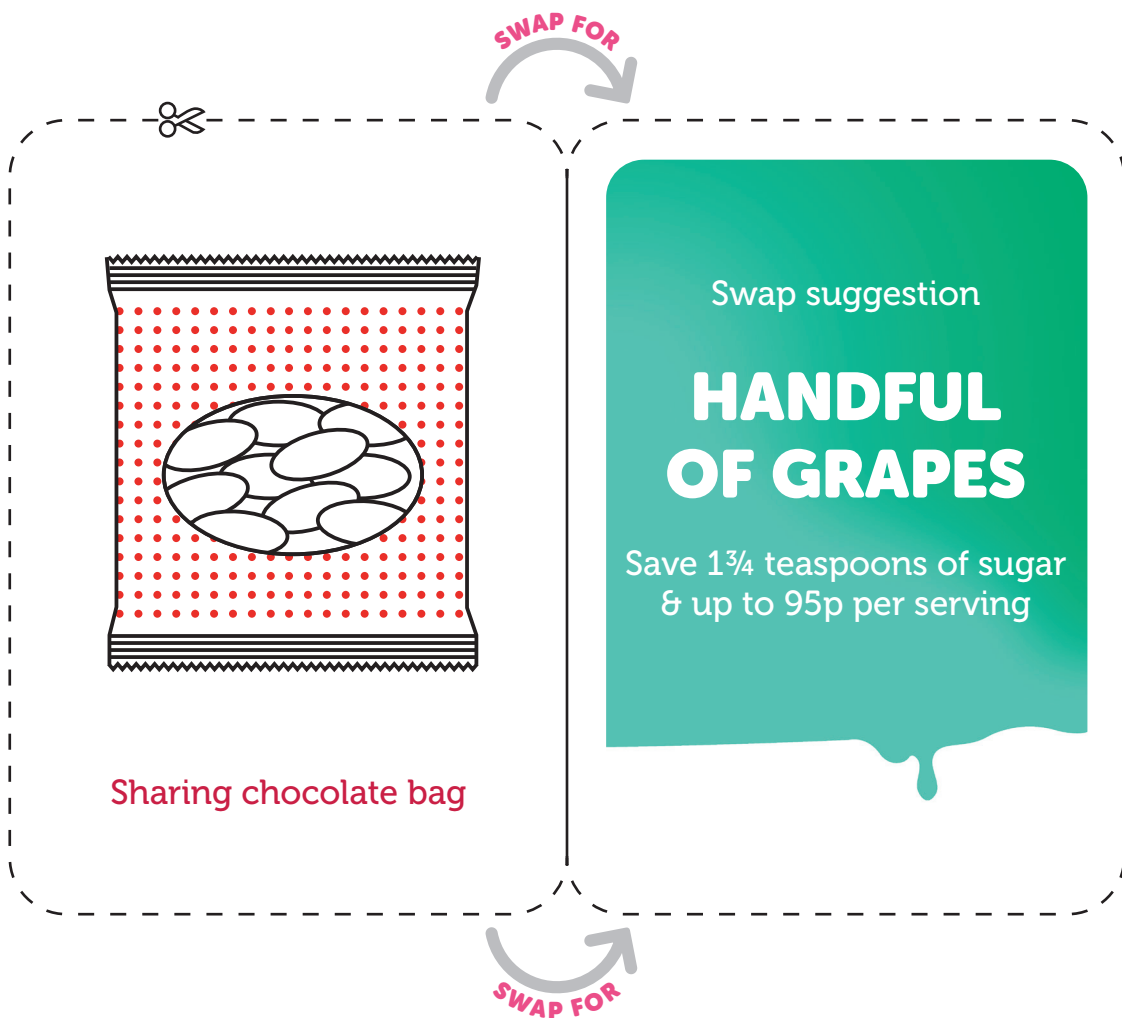 SWAP FOR
Sharing chocolate bag
Swap suggestion
HANDFUL
OF GRAPES
Save 1¾ teaspoons of sugar
& up to 95p per serving
SWAP FOR